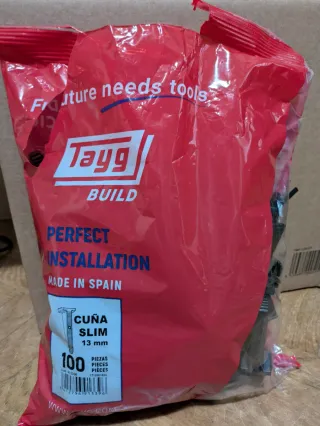 Future needs tools
Tayg
BUILD
PERFECT
INSTALLATION
MADE IN SPAIN
CUÑA
SLIM
13 mm
100
PIEZAS
PIECES
PIÈCES